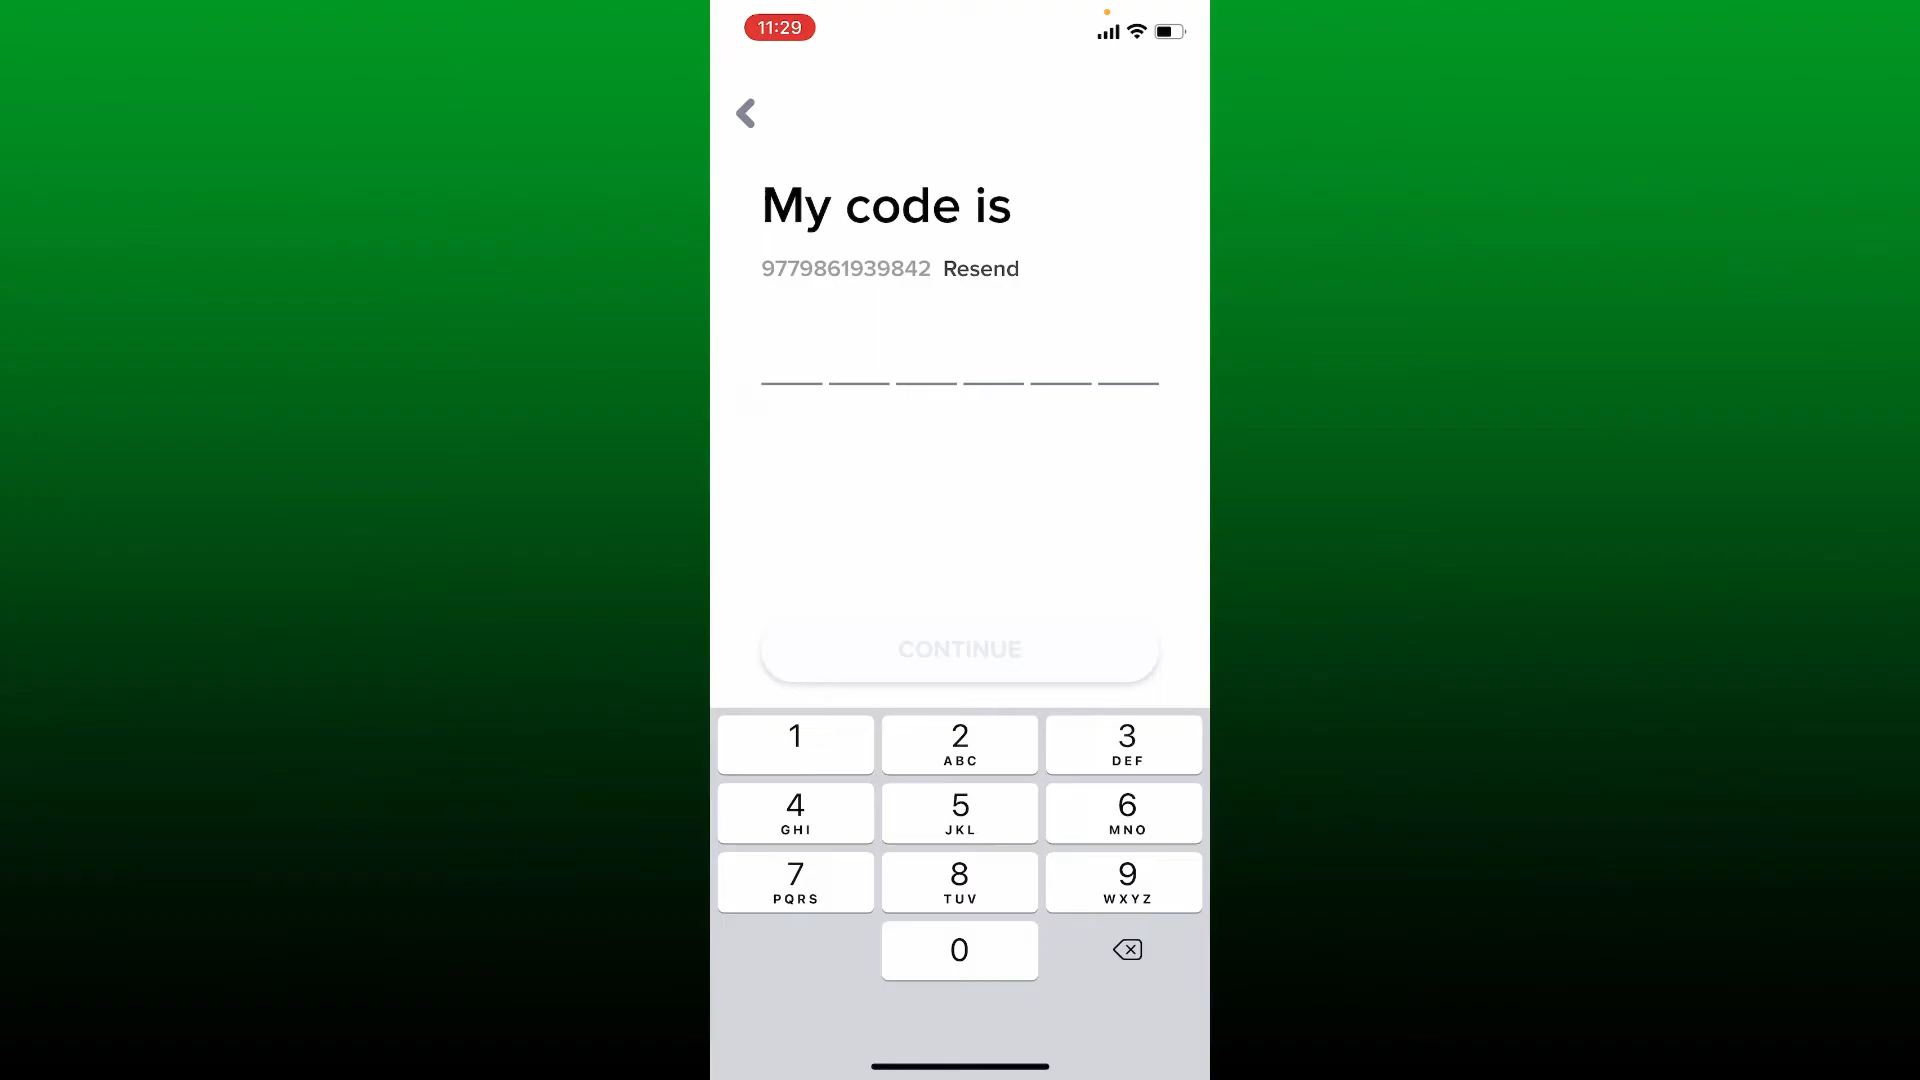 11:29
My code is
9779861939842 Resend
CONTINUE
1 2 3
ABC DEF
4 5 6
GHI JKL MNO
7 8 9
PQRS TUV WXYZ
0